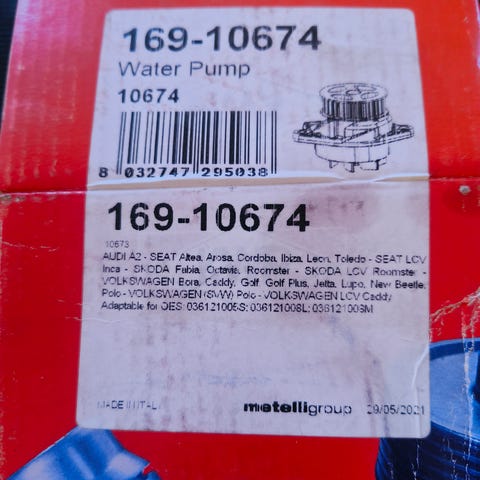 169-10674
Water Pump
10674
8 032747 295038
169-10674
10673
AUDI A2 - SEAT Altea, Arosa, Cordoba, Ibiza, Leon, Toledo - SEAT LCV
Inca - SKODA Fabia, Octavia, Roomster - SKODA LCV Roomster -
VOLKSWAGEN Bora, Caddy, Golf, Golf Plus, Jetta, Lupo, New Beetle,
Polo - VOLKSWAGEN (SVW) Polo - VOLKSWAGEN LCV Caddy
Adaptable for OES: 036121005S; 036121008L; 036121009M
MADE IN ITALY
metelligroup 29/05/2021